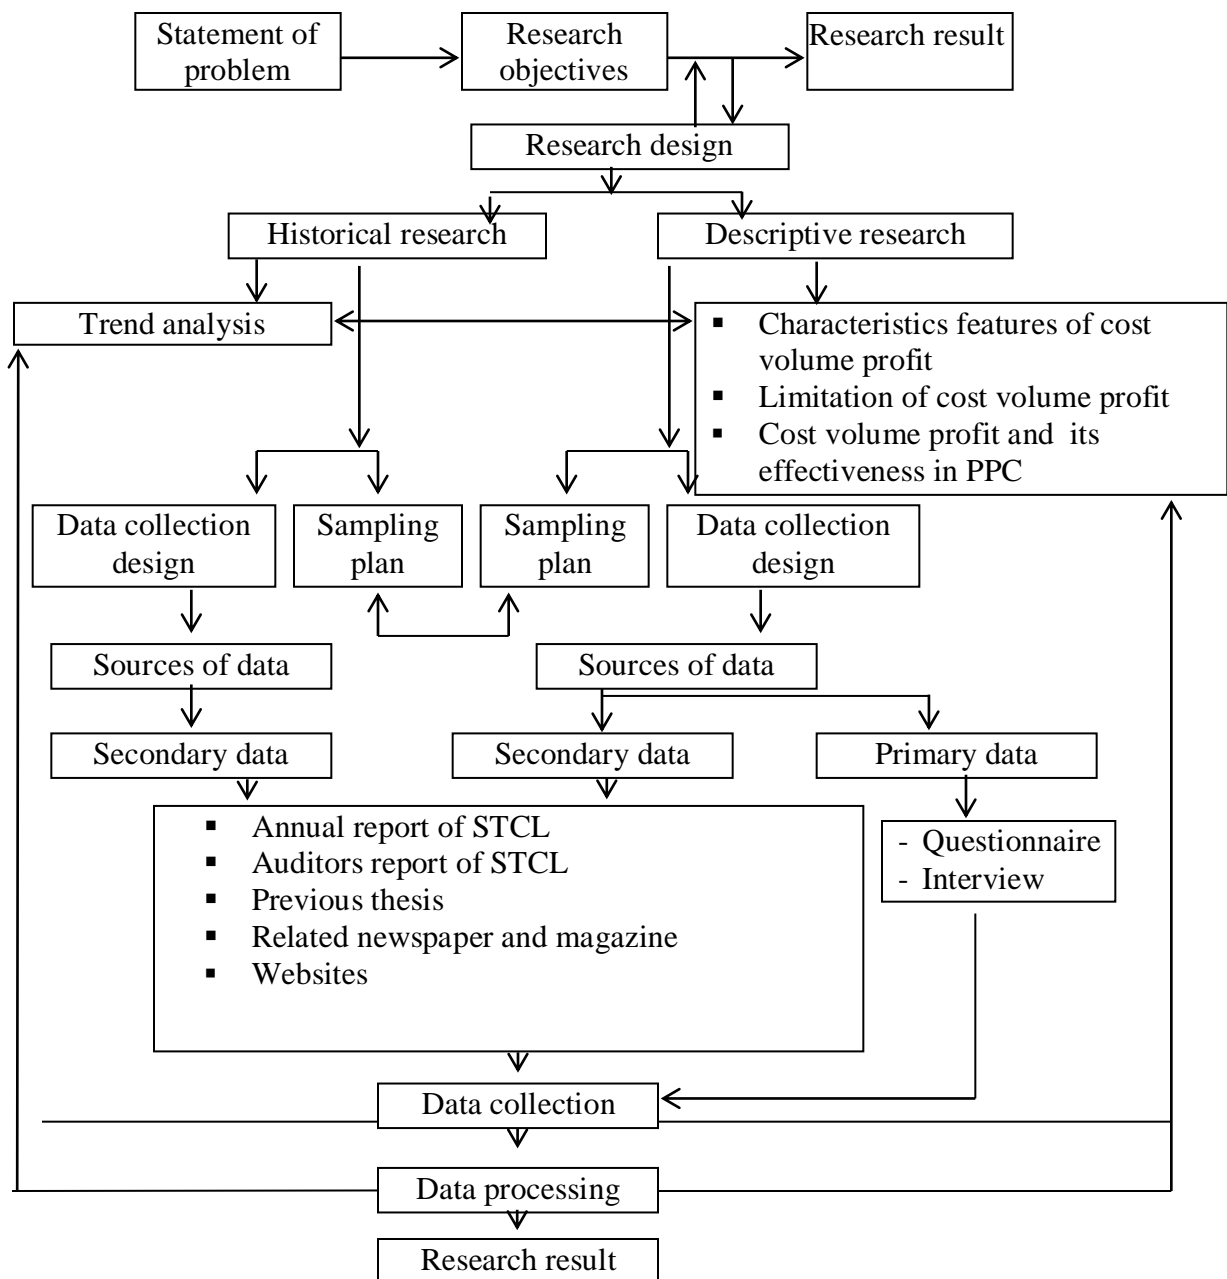 Statement of
problem
Research
objectives
Research result
Research design
Historical research
Descriptive research
Trend analysis
▪ Characteristics features of cost
volume profit
▪ Limitation of cost volume profit
▪ Cost volume profit and its
effectiveness in PPC
Data collection
design
Sampling
plan
Sampling
plan
Data collection
design
Sources of data
Sources of data
Secondary data
Secondary data
Primary data
▪ Annual report of STCL
▪ Auditors report of STCL
▪ Previous thesis
▪ Related newspaper and magazine
▪ Websites
- Questionnaire
- Interview
Data collection
Data processing
Research result